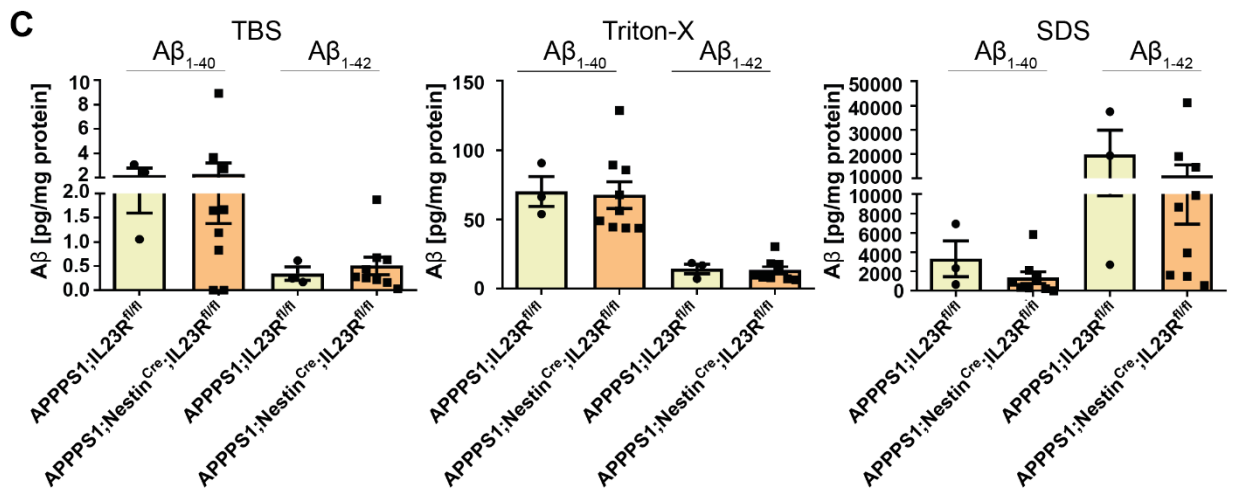 C
TBS
Aβ1-40
Aβ1-42
Aβ [pg/mg protein]
10
8
6
4
2
2.0
1.5
1.0
0.5
0.0
APPPS1;IL23Rfl/fl
APPPS1;NestinCre;IL23Rfl/fl
APPPS1;IL23Rfl/fl
APPPS1;NestinCre;IL23Rfl/fl
Triton-X
Aβ1-40
Aβ1-42
Aβ [pg/mg protein]
150
100
50
0
APPPS1;IL23Rfl/fl
APPPS1;NestinCre;IL23Rfl/fl
APPPS1;IL23Rfl/fl
APPPS1;NestinCre;IL23Rfl/fl
SDS
Aβ1-40
Aβ1-42
Aβ [pg/mg protein]
50000
40000
30000
20000
10000
8000
6000
4000
2000
0
APPPS1;IL23Rfl/fl
APPPS1;NestinCre;IL23Rfl/fl
APPPS1;IL23Rfl/fl
APPPS1;NestinCre;IL23Rfl/fl